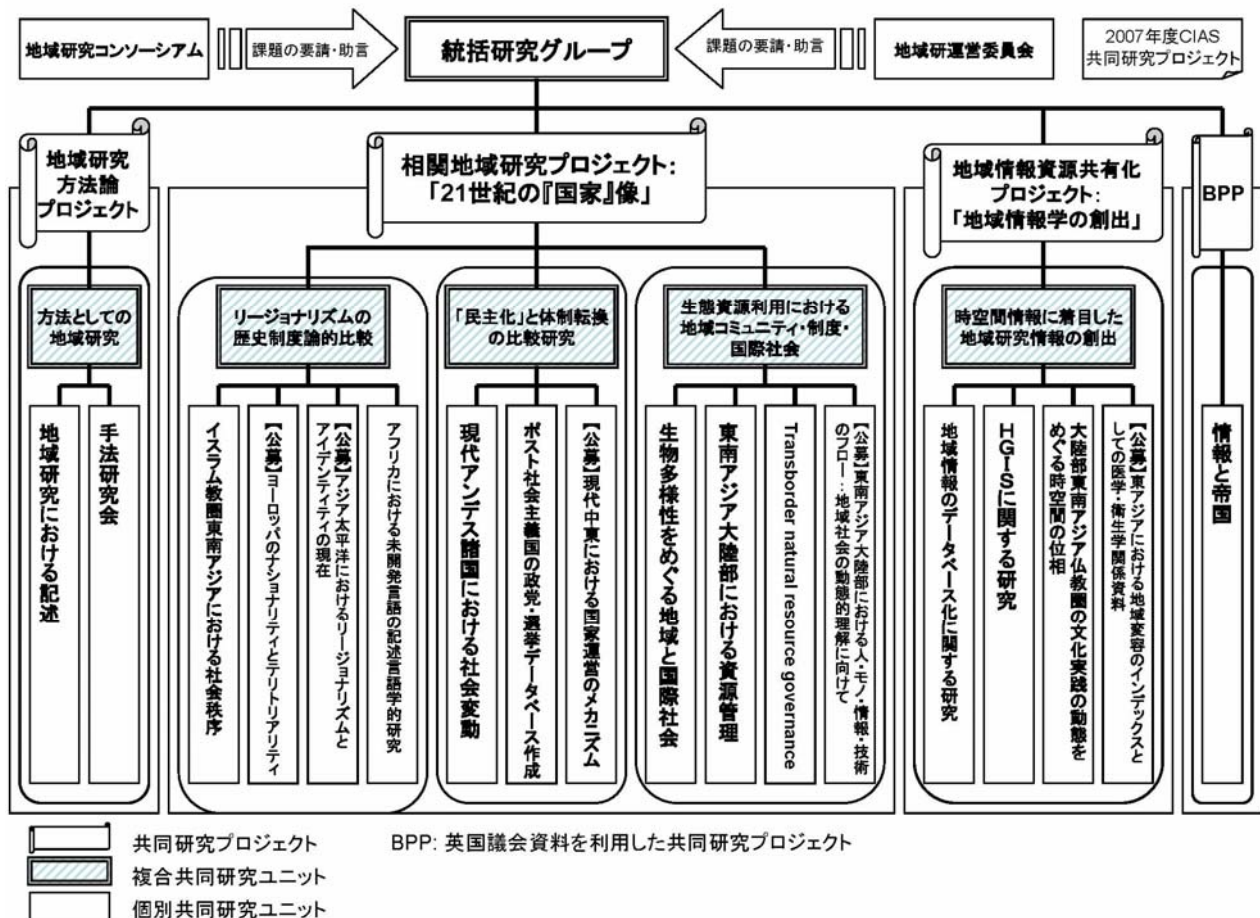 地域研究コンソーシアム
課題の要請・助言
統括研究グループ
課題の要請・助言
地域研運営委員会
2007年度CIAS
共同研究プロジェクト
地域研究
方法論
プロジェクト
相関地域研究プロジェクト:
「21世紀の『国家』像」
地域情報資源共有化
プロジェクト:
「地域情報学の創出」
BPP
方法としての
地域研究
リージョナリズムの
歴史制度論的比較
「民主化」と体制転換
の比較研究
生態資源利用における
地域コミュニティ・制度・
国際社会
時空間情報に着目した
地域研究情報の創出
地域研究における記述
手法研究会
イスラム教圏東南アジアにおける社会秩序
【公募】ヨーロッパのナショナリティとテリトリアリティ
【公募】アジア太平洋におけるリージョナリズムと
アイデンティティの現在
アフリカにおける未開発言語の記述言語学的研究
現代アンデス諸国における社会変動
ポスト社会主義国の政党・選挙データベース作成
【公募】現代中東における国家運営のメカニズム
生物多様性をめぐる地域と国際社会
東南アジア大陸部における資源管理
Transborder natural resource governance
【公募】東南アジア大陸部における人・モノ・情報・技術
のフロー:地域社会の動態的理解に向けて
地域情報のデータベース化に関する研究
HGISに関する研究
大陸部東南アジア仏教圏の文化実践の動態を
めぐる時空間の位相
【公募】東アジアにおける地域変容のインデックスと
しての医学・衛生学関係資料
情報と帝国
共同研究プロジェクト
BPP: 英国議会資料を利用した共同研究プロジェクト
複合共同研究ユニット
個別共同研究ユニット